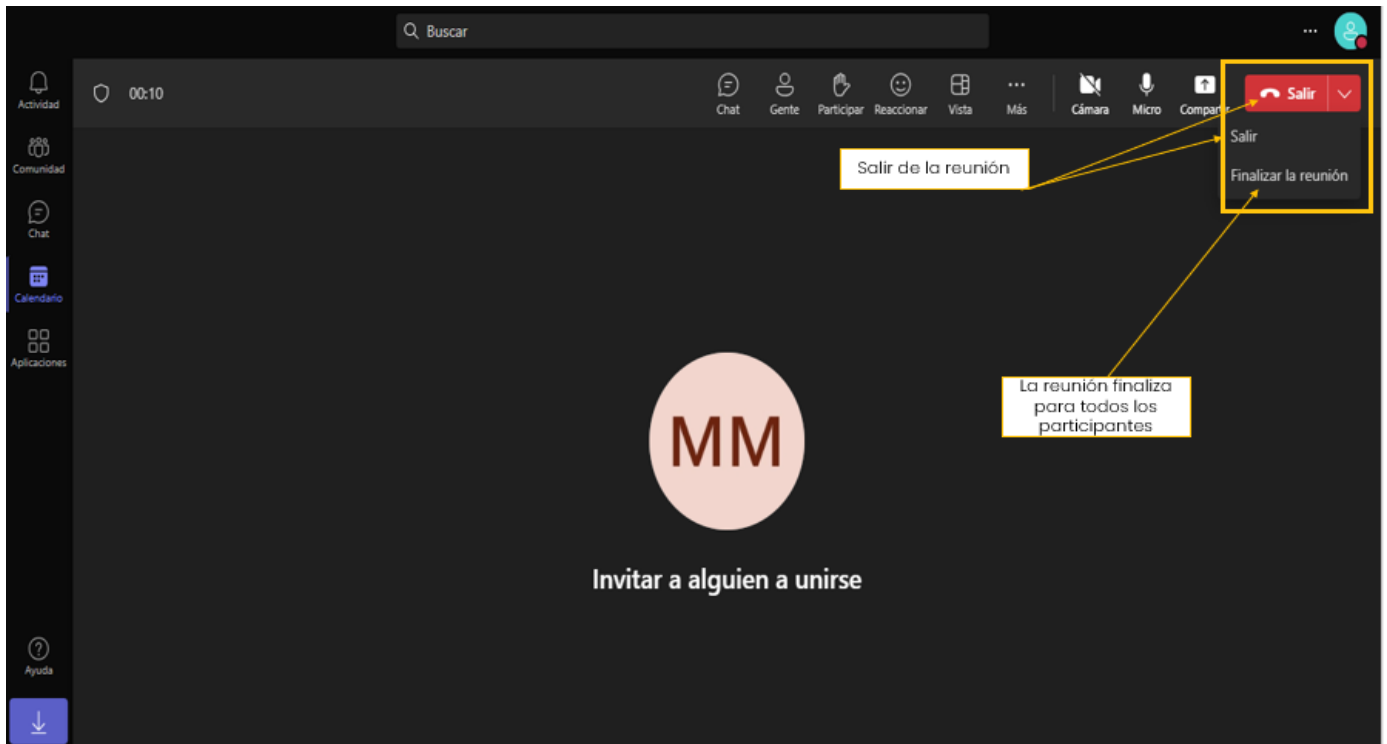 Buscar
Actividad
Comunidad
Chat
Calendario
Aplicaciones
Ayuda
00:10
Chat
Gente
Participar
Reaccionar
Vista
Más
Cámara
Micro
Compartir
Salir
Salir
Finalizar la reunión
Salir de la reunión
La reunión finaliza
para todos los
participantes
MM
Invitar a alguien a unirse